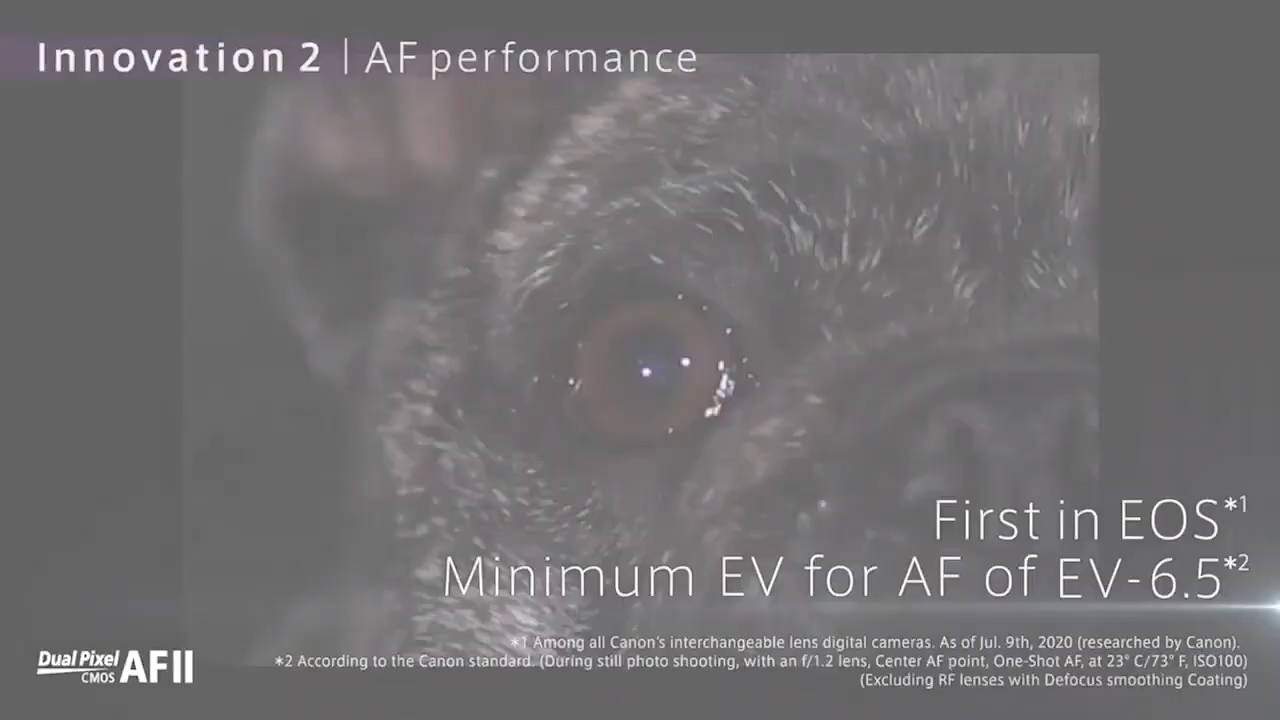 Innovation 2 | AF performance
First in EOS*1
Minimum EV for AF of EV-6.5*2
*1 Among all Canon's interchangeable lens digital cameras. As of Jul. 9th, 2020 (researched by Canon).
*2 According to the Canon standard. (During still photo shooting, with an f/1.2 lens, Center AF point, One-Shot AF, at 23° C/73° F, ISO100)
(Excluding RF lenses with Defocus smoothing Coating)
Dual Pixel
CMOS AF II